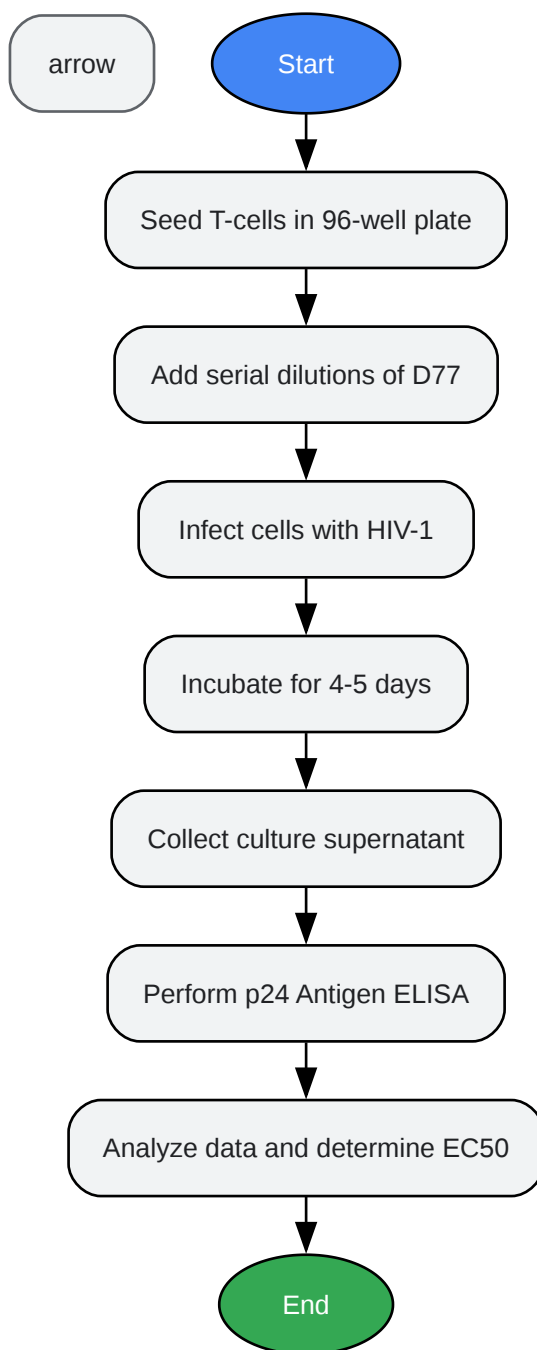 arrow
Start
Seed T-cells in 96-well plate
Add serial dilutions of D77
Infect cells with HIV-1
Incubate for 4-5 days
Collect culture supernatant
Perform p24 Antigen ELISA
Analyze data and determine EC50
End